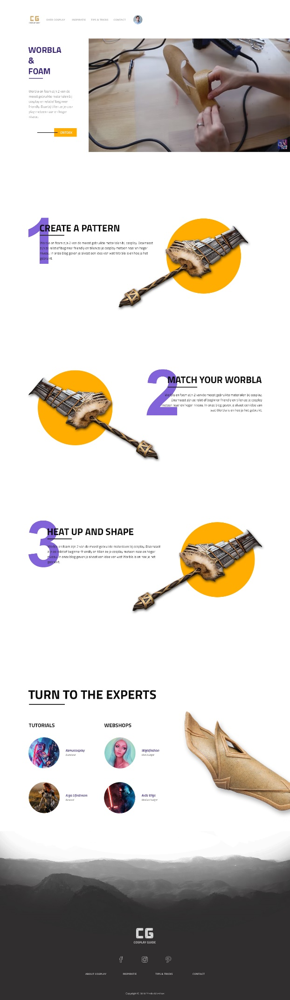 CG
COSPLAY GUIDE
OVER COSPLAY INSPIRATIE TIPS & TRICKS CONTACT
WORBLA
&
FOAM
Worbla en foam zijn 2 van de
meest gebruikte materialen bij
cosplay en relatief beginner
friendly. Daarbij tillen ze je cos-
play meteen naar en hoger
niveau.
ONTDEK
1
CREATE A PATTERN
Worbla en foam zijn 2 van de meest gebruikte materialen bij cosplay. Daarnaast
zijn ze relatief beginner friendly en tillen ze je cosplay meteen naar en hoger
niveau. In onze blog geven je alvast een idee van wat Worbla is en hoe je het
gebruikt.
2
MATCH YOUR WORBLA
Worbla en foam zijn 2 van de meest gebruikte materialen bij cosplay.
Daarnaast zijn ze relatief beginner friendly en tillen ze je cosplay
meteen naar en hoger niveau. In onze blog geven je alvast een idee van
wat Worbla is en hoe je het gebruikt.
3
HEAT UP AND SHAPE
Worbla en foam zijn 2 van de meest gebruikte materialen bij cosplay. Daarnaast
zijn ze relatief beginner friendly en tillen ze je cosplay meteen naar en hoger
niveau. In onze blog geven je alvast een idee van wat Worbla is en hoe je het
gebruikt.
TURN TO THE EXPERTS
TUTORIALS
WEBSHOPS
Kamuicosplay
Duitsland
Wigisfashion
Klein budget
Arga Lifestream
Rusland
Arda Wigs
Medium budget
CG
COSPLAY GUIDE
ABOUT COSPLAY INSPIRATIE TIPS & TRICKS CONTACT
Copyright © 2018